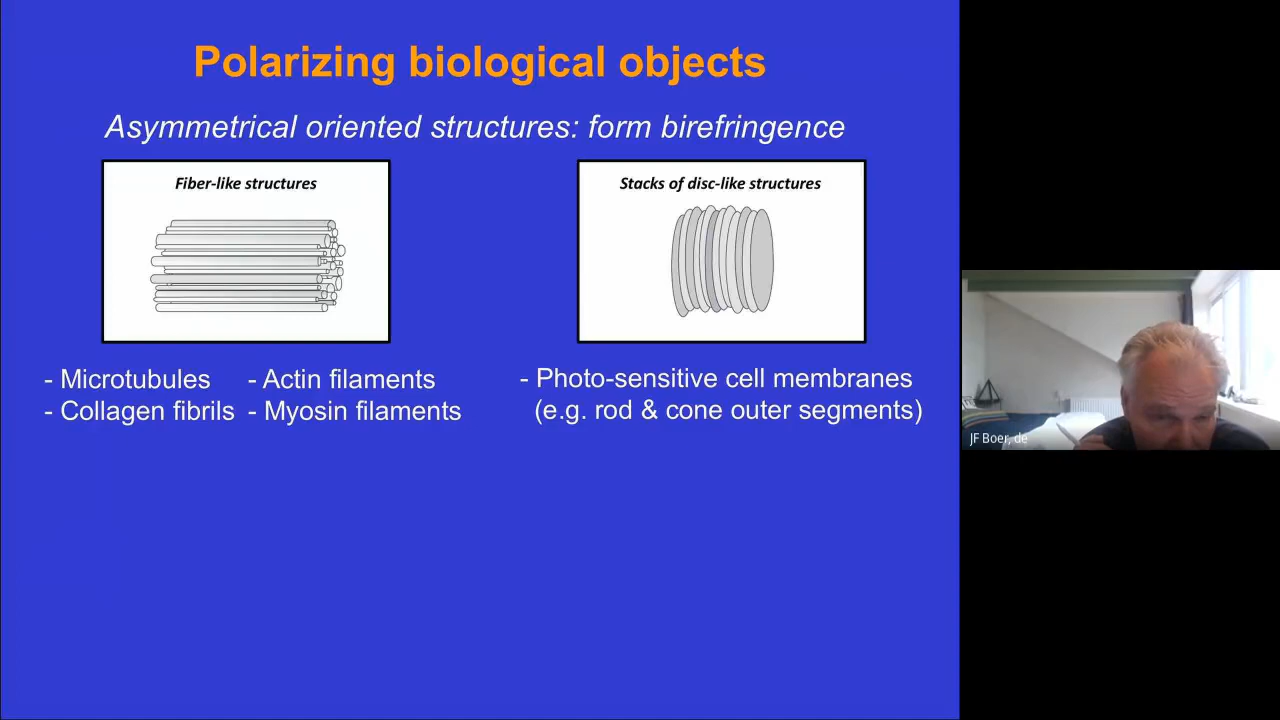 Polarizing biological objects
Asymmetrical oriented structures: form birefringence
Fiber-like structures
Stacks of disc-like structures
- Microtubules - Actin filaments
- Collagen fibrils - Myosin filaments
- Photo-sensitive cell membranes
(e.g. rod & cone outer segments)
JF Boer, de